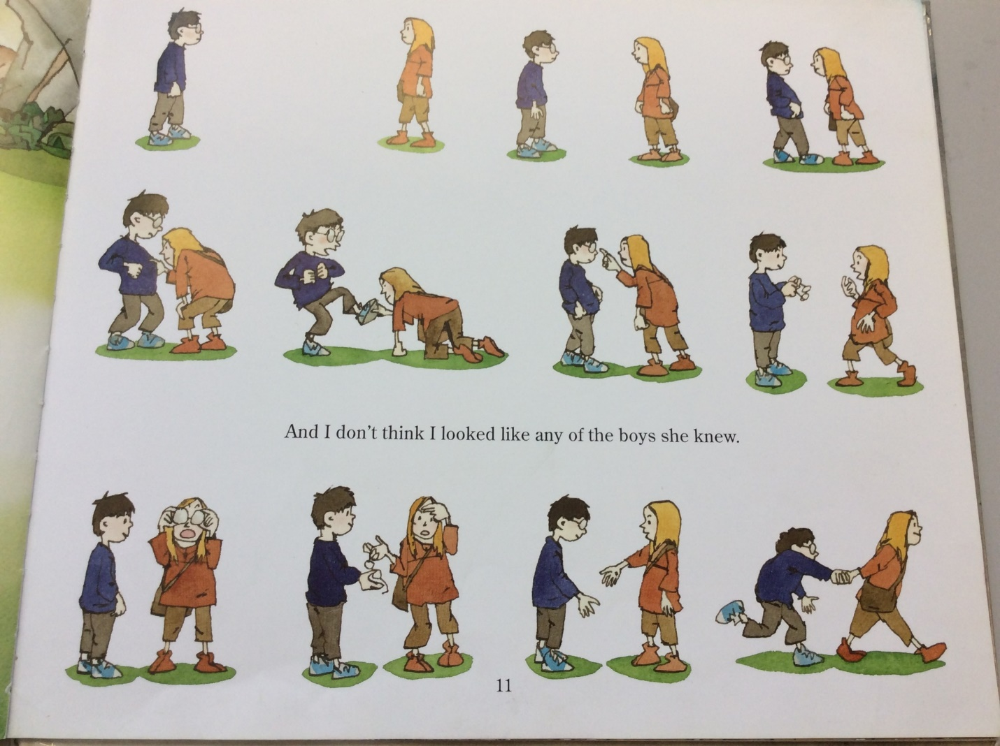 And I don't think I looked like any of the boys she knew.
11